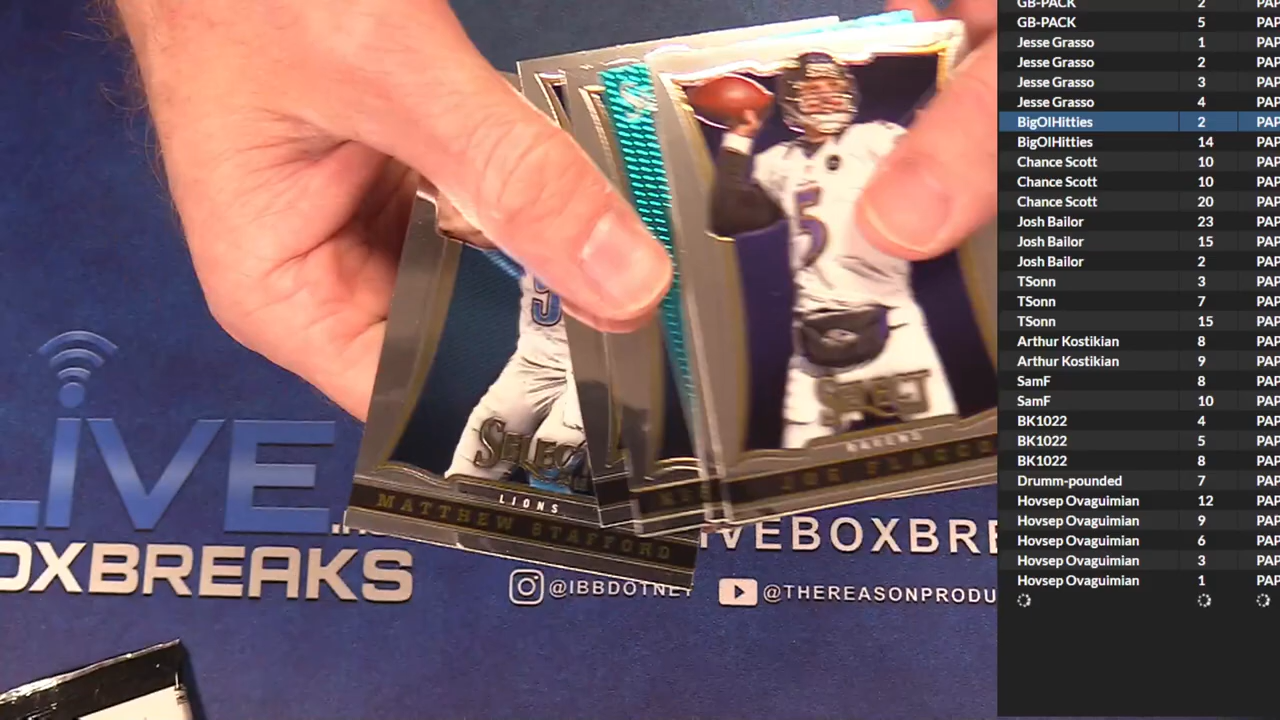 GB-PACK 2 PAP
GB-PACK 5 PAP
Jesse Grasso 1 PAP
Jesse Grasso 2 PAP
Jesse Grasso 3 PAP
Jesse Grasso 4 PAP
BigOlHitties 2 PAP
BigOlHitties 14 PAP
Chance Scott 10 PAP
Chance Scott 10 PAP
Chance Scott 20 PAP
Josh Bailor 23 PAP
Josh Bailor 15 PAP
Josh Bailor 2 PAP
TSonn 3 PAP
TSonn 7 PAP
TSonn 15 PAP
Arthur Kostikian 8 PAP
Arthur Kostikian 9 PAP
SamF 8 PAP
SamF 10 PAP
BK1022 4 PAP
BK1022 5 PAP
BK1022 8 PAP
Drumm-pounded 7 PAP
Hovsep Ovaguimian 12 PAP
Hovsep Ovaguimian 9 PAP
Hovsep Ovaguimian 6 PAP
Hovsep Ovaguimian 3 PAP
Hovsep Ovaguimian 1 PAP
5
SELECT
RAVENS
JOE FLACCO
9
SELECT
LIONS
MATTHEW STAFFORD
LIVE
OXBREAKS
IVEBOXBRE
@IBBDOTNET
@THEREASONPRODU